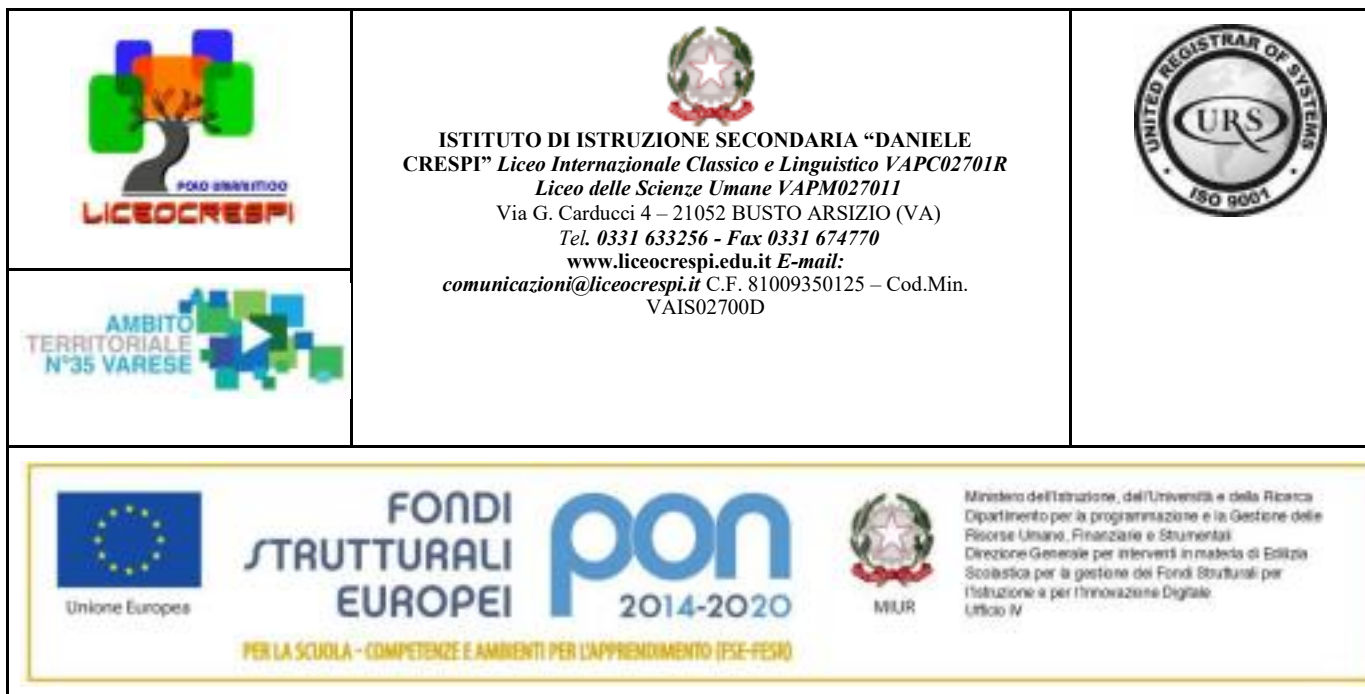 POLO UMANISTICO
LICEOCRESPI
AMBITO
TERRITORIALE
N°35 VARESE
ISTITUTO DI ISTRUZIONE SECONDARIA “DANIELE
CRESPI” Liceo Internazionale Classico e Linguistico VAPC02701R
Liceo delle Scienze Umane VAPM027011
Via G. Carducci 4 – 21052 BUSTO ARSIZIO (VA)
Tel. 0331 633256 - Fax 0331 674770
www.liceocrespi.edu.it E-mail:
comunicazioni@liceocrespi.it C.F. 81009350125 – Cod.Min.
VAIS02700D
UNITED REGISTRAR OF SYSTEMS
URS
ISO 9001
Unione Europea
FONDI
STRUTTURALI
EUROPEI
pon
2014-2020
PER LA SCUOLA - COMPETENZE E AMBIENTI PER L'APPRENDIMENTO (FSE-FESR)
MIUR
Ministero dell'Istruzione, dell'Università e della Ricerca
Dipartimento per la programmazione e la Gestione delle
Risorse Umane, Finanziarie e Strumentali
Direzione Generale per interventi in materia di Edilizia
Scolastica per la gestione dei Fondi Strutturali per
l'Istruzione e per l'Innovazione Digitale
Ufficio IV